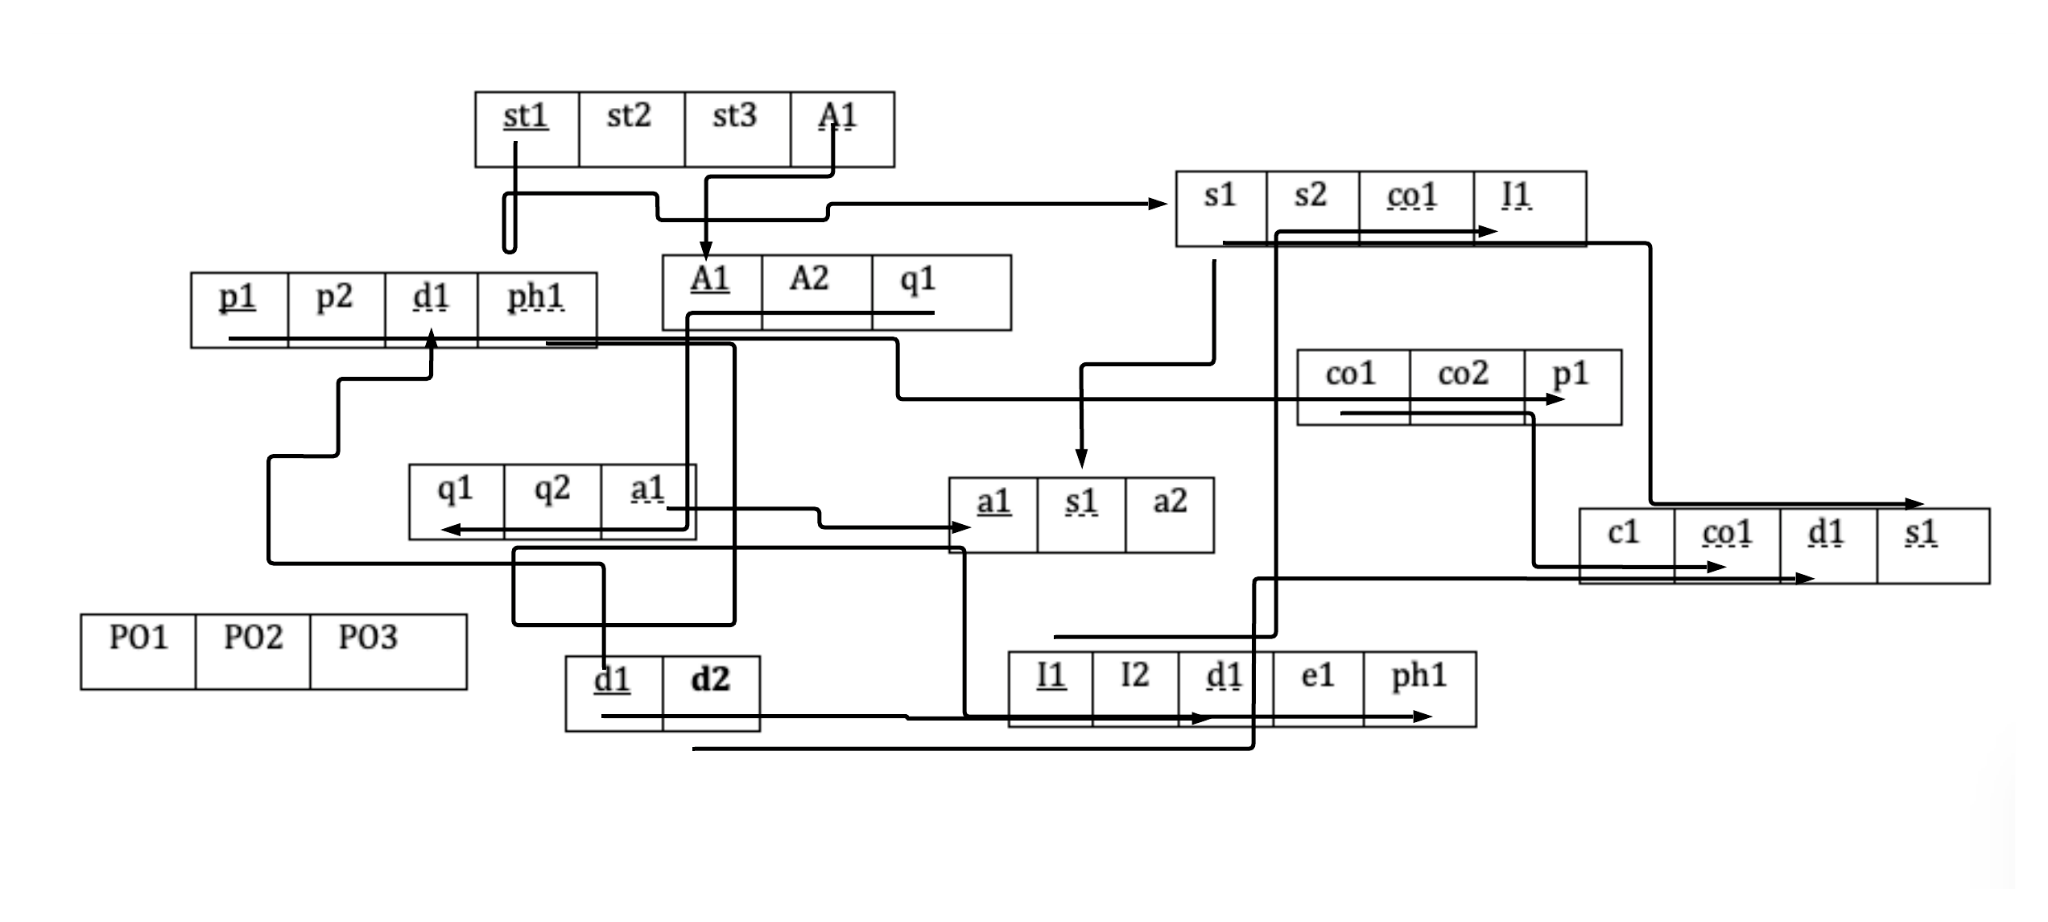 st1 st2 st3 A1
s1 s2 co1 I1
p1 p2 d1 ph1
A1 A2 q1
co1 co2 p1
q1 q2 a1
a1 s1 a2
c1 co1 d1 s1
PO1 PO2 PO3
d1 d2
I1 I2 d1 e1 ph1